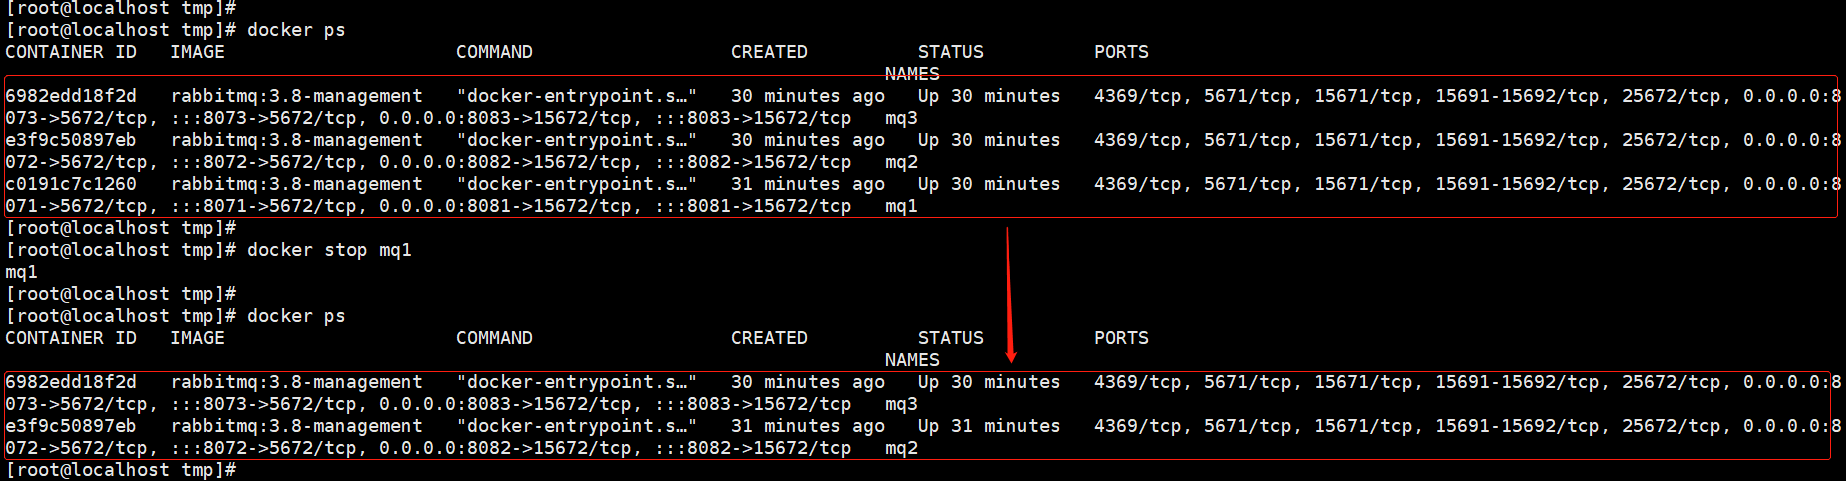 [root@localhost tmp]#
[root@localhost tmp]# docker ps
CONTAINER ID   IMAGE                     COMMAND                  CREATED          STATUS          PORTS
                                                                                NAMES
6982edd18f2d   rabbitmq:3.8-management   "docker-entrypoint.s…"   30 minutes ago   Up 30 minutes   4369/tcp, 5671/tcp, 15671/tcp, 15691-15692/tcp, 25672/tcp, 0.0.0.0:8
073->5672/tcp, :::8073->5672/tcp, 0.0.0.0:8083->15672/tcp, :::8083->15672/tcp   mq3
e3f9c50897eb   rabbitmq:3.8-management   "docker-entrypoint.s…"   30 minutes ago   Up 30 minutes   4369/tcp, 5671/tcp, 15671/tcp, 15691-15692/tcp, 25672/tcp, 0.0.0.0:8
072->5672/tcp, :::8072->5672/tcp, 0.0.0.0:8082->15672/tcp, :::8082->15672/tcp   mq2
c0191c7c1260   rabbitmq:3.8-management   "docker-entrypoint.s…"   31 minutes ago   Up 30 minutes   4369/tcp, 5671/tcp, 15671/tcp, 15691-15692/tcp, 25672/tcp, 0.0.0.0:8
071->5672/tcp, :::8071->5672/tcp, 0.0.0.0:8081->15672/tcp, :::8081->15672/tcp   mq1
[root@localhost tmp]#
[root@localhost tmp]# docker stop mq1
mq1
[root@localhost tmp]#
[root@localhost tmp]# docker ps
CONTAINER ID   IMAGE                     COMMAND                  CREATED          STATUS          PORTS
                                                                                NAMES
6982edd18f2d   rabbitmq:3.8-management   "docker-entrypoint.s…"   30 minutes ago   Up 30 minutes   4369/tcp, 5671/tcp, 15671/tcp, 15691-15692/tcp, 25672/tcp, 0.0.0.0:8
073->5672/tcp, :::8073->5672/tcp, 0.0.0.0:8083->15672/tcp, :::8083->15672/tcp   mq3
e3f9c50897eb   rabbitmq:3.8-management   "docker-entrypoint.s…"   31 minutes ago   Up 31 minutes   4369/tcp, 5671/tcp, 15671/tcp, 15691-15692/tcp, 25672/tcp, 0.0.0.0:8
072->5672/tcp, :::8072->5672/tcp, 0.0.0.0:8082->15672/tcp, :::8082->15672/tcp   mq2
[root@localhost tmp]#